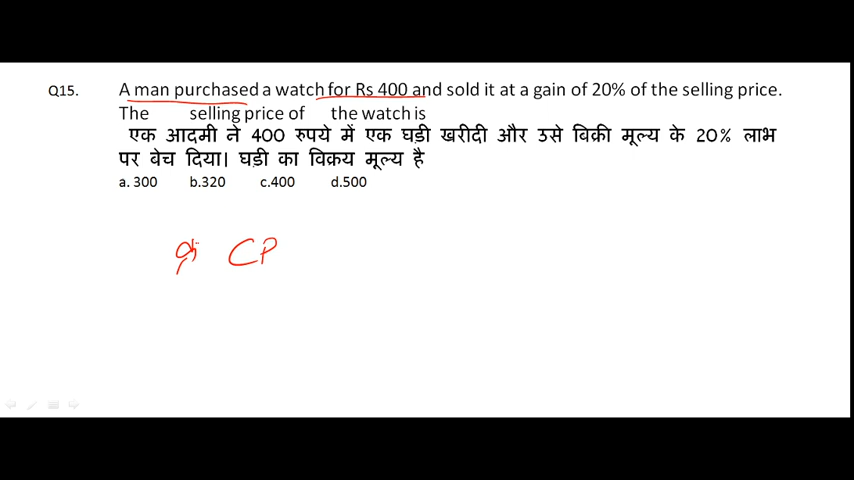 Q15. A man purchased a watch for Rs 400 and sold it at a gain of 20% of the selling price.
The selling price of the watch is
एक आदमी ने 400 रुपये में एक घड़ी खरीदी और उसे विक्री मूल्य के 20% लाभ
पर बेच दिया। घड़ी का विक्रय मूल्य है
a. 300 b.320 c.400 d.500
CP